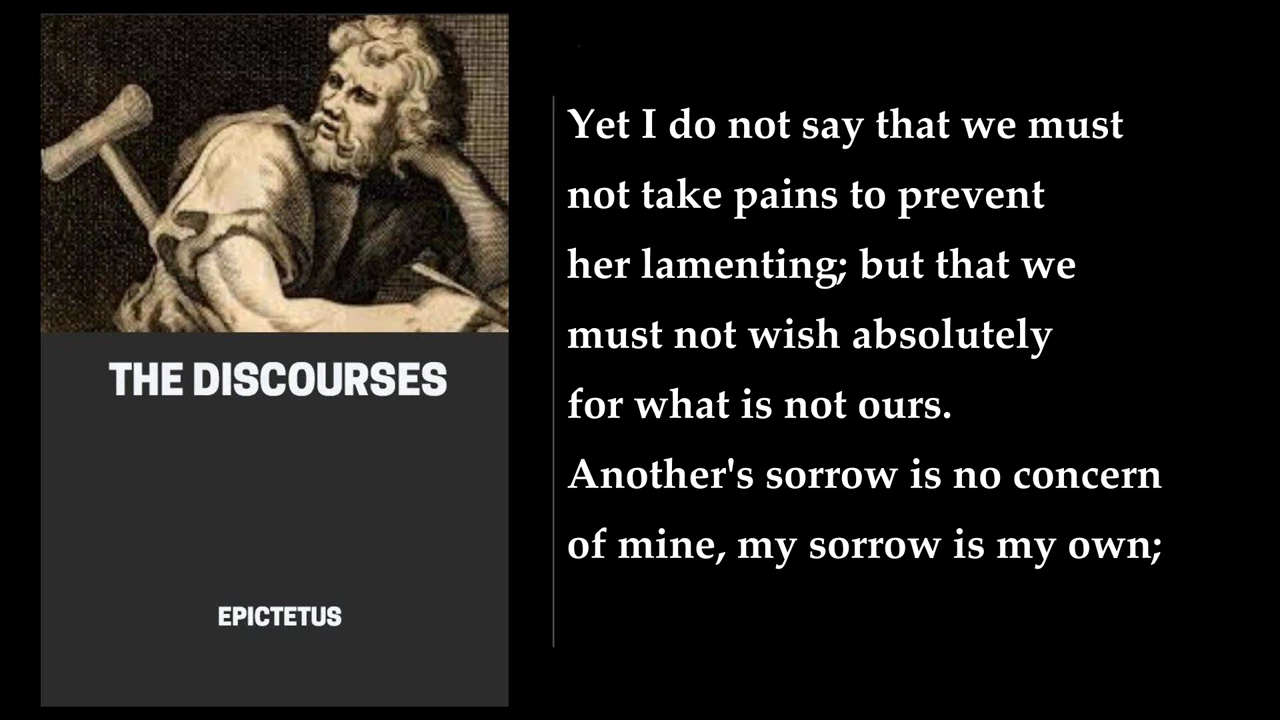 THE DISCOURSES
EPICTETUS
Yet I do not say that we must
not take pains to prevent
her lamenting; but that we
must not wish absolutely
for what is not ours.
Another's sorrow is no concern
of mine, my sorrow is my own;